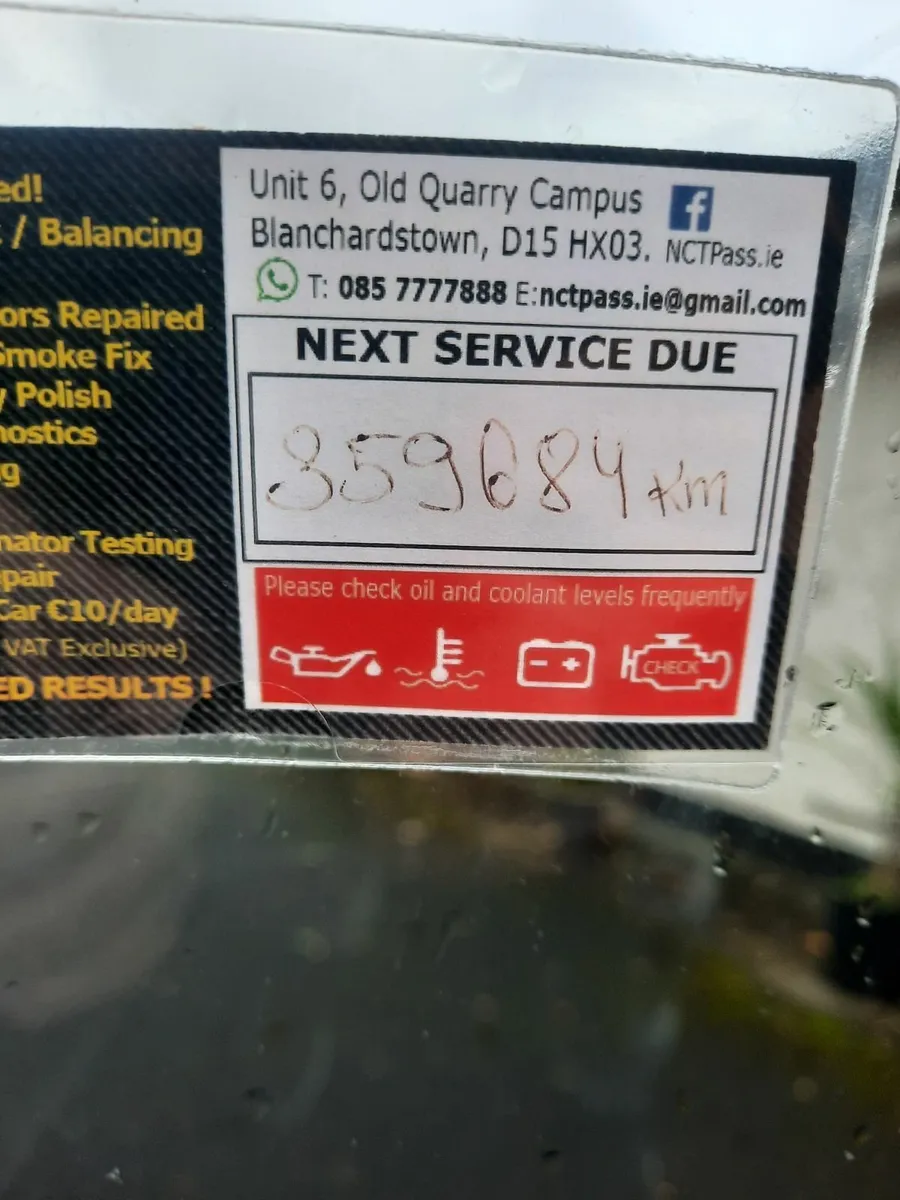 ed!
/ Balancing
ors Repaired
Smoke Fix
y Polish
nostics
g
nator Testing
pair
Car €10/day
VAT Exclusive)
ED RESULTS !
Unit 6, Old Quarry Campus
Blanchardstown, D15 HX03. NCTPass.ie
T: 085 7777888 E:nctpass.ie@gmail.com
NEXT SERVICE DUE
359684 km
Please check oil and coolant levels frequently
CHECK